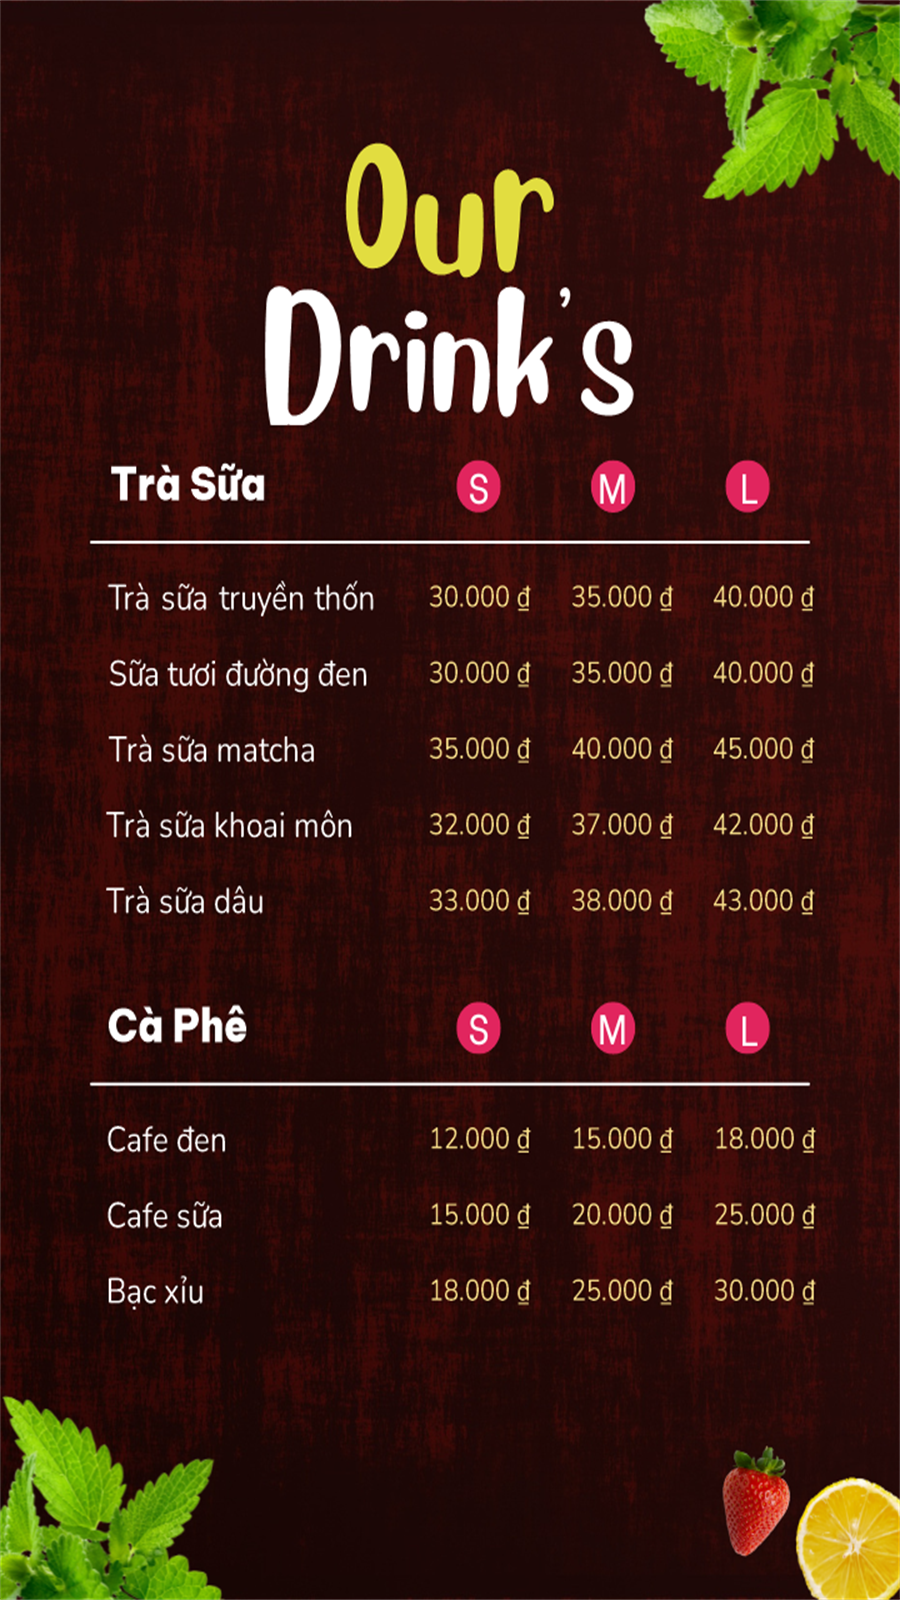 Our
Drink's
Trà Sữa S M L
Trà sữa truyền thốn 30.000 ₫ 35.000 ₫ 40.000 ₫
Sữa tươi đường đen 30.000 ₫ 35.000 ₫ 40.000 ₫
Trà sữa matcha 35.000 ₫ 40.000 ₫ 45.000 ₫
Trà sữa khoai môn 32.000 ₫ 37.000 ₫ 42.000 ₫
Trà sữa dâu 33.000 ₫ 38.000 ₫ 43.000 ₫
Cà Phê S M L
Cafe đen 12.000 ₫ 15.000 ₫ 18.000 ₫
Cafe sữa 15.000 ₫ 20.000 ₫ 25.000 ₫
Bạc xỉu 18.000 ₫ 25.000 ₫ 30.000 ₫